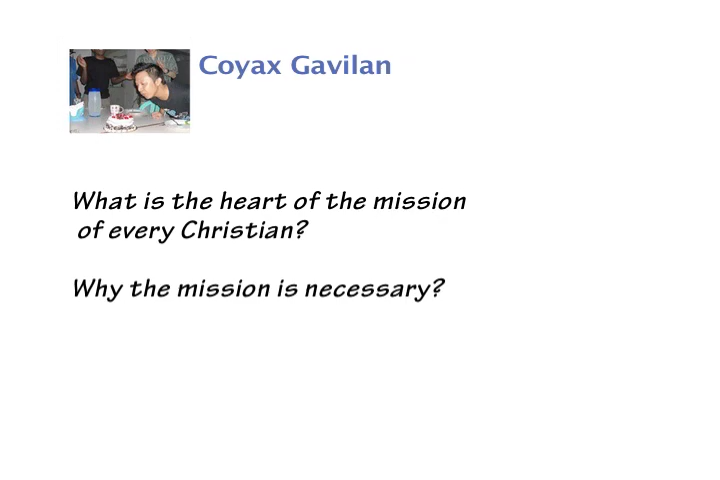 Coyax Gavilan
What is the heart of the mission
of every Christian?
Why the mission is necessary?